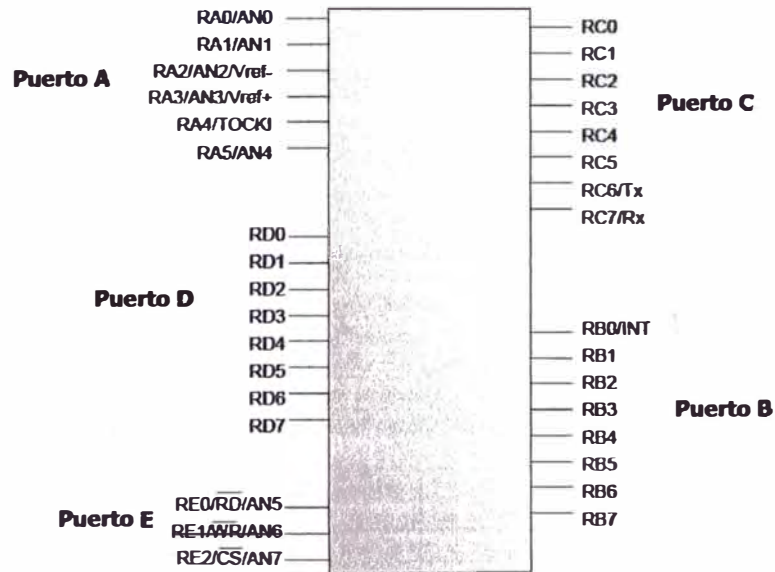 Puerto A
RA0/AN0
RA1/AN1
RA2/AN2/Vref-
RA3/AN3/Vref+
RA4/TOCKI
RA5/AN4
Puerto D
RD0
RD1
RD2
RD3
RD4
RD5
RD6
RD7
Puerto E
RE0/RD/AN5
RE1/WR/AN6
RE2/CS/AN7
RC0
RC1
RC2
RC3
RC4
RC5
RC6/Tx
RC7/Rx
Puerto C
RB0/INT
RB1
RB2
RB3
RB4
RB5
RB6
RB7
Puerto B